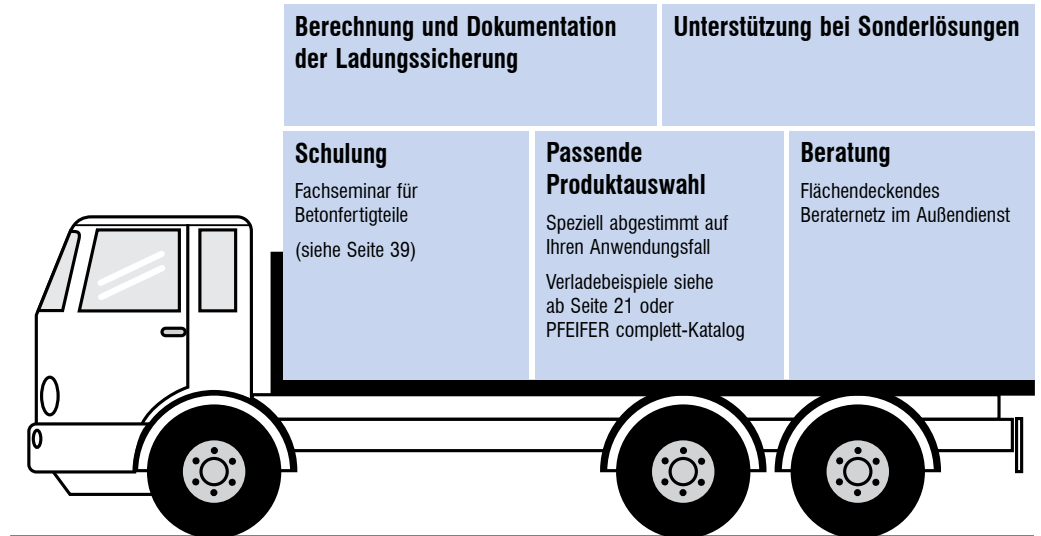 Berechnung und Dokumentation
der Ladungssicherung
Unterstützung bei Sonderlösungen
Schulung
Fachseminar für
Betonfertigteile
(siehe Seite 39)
Passende
Produktauswahl
Speziell abgestimmt auf
Ihren Anwendungsfall
Verladebeispiele siehe
ab Seite 21 oder
PFEIFER complett-Katalog
Beratung
Flächendeckendes
Beraternetz im Außendienst